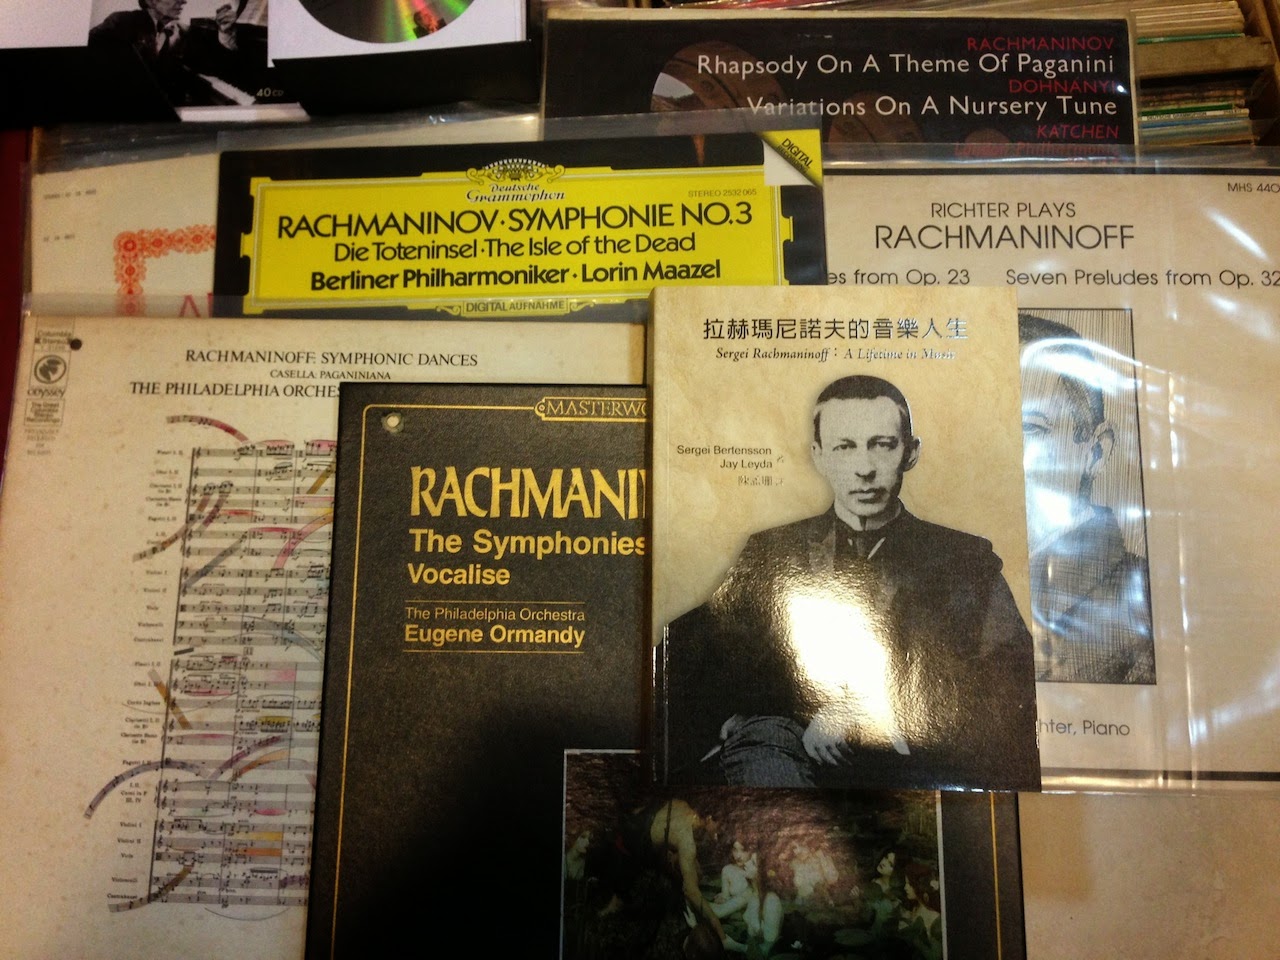 40 CD
RACHMANINOV
Rhapsody On A Theme Of Paganini
DOHNANYI
Variations On A Nursery Tune
KATCHEN
DIGITAL
Deutsche
Grammophon
STEREO 2532 065
RACHMANINOV · SYMPHONIE NO. 3
Die Toteninsel · The Isle of the Dead
Berliner Philharmoniker · Lorin Maazel
DIGITAL AUFNAHME
MHS 440
RICHTER PLAYS
RACHMANINOFF
es from Op. 23 Seven Preludes from Op. 32
hter, Piano
Columbia
Odyssey
RACHMANINOFF: SYMPHONIC DANCES
CASELLA: PAGANINIANA
THE PHILADELPHIA ORCHES
MASTERWO
RACHMANI
The Symphonies
Vocalise
The Philadelphia Orchestra
Eugene Ormandy
拉赫瑪尼諾夫的音樂人生
Sergei Rachmaninoff : A Lifetime in Music
Sergei Bertensson
Jay Leyda